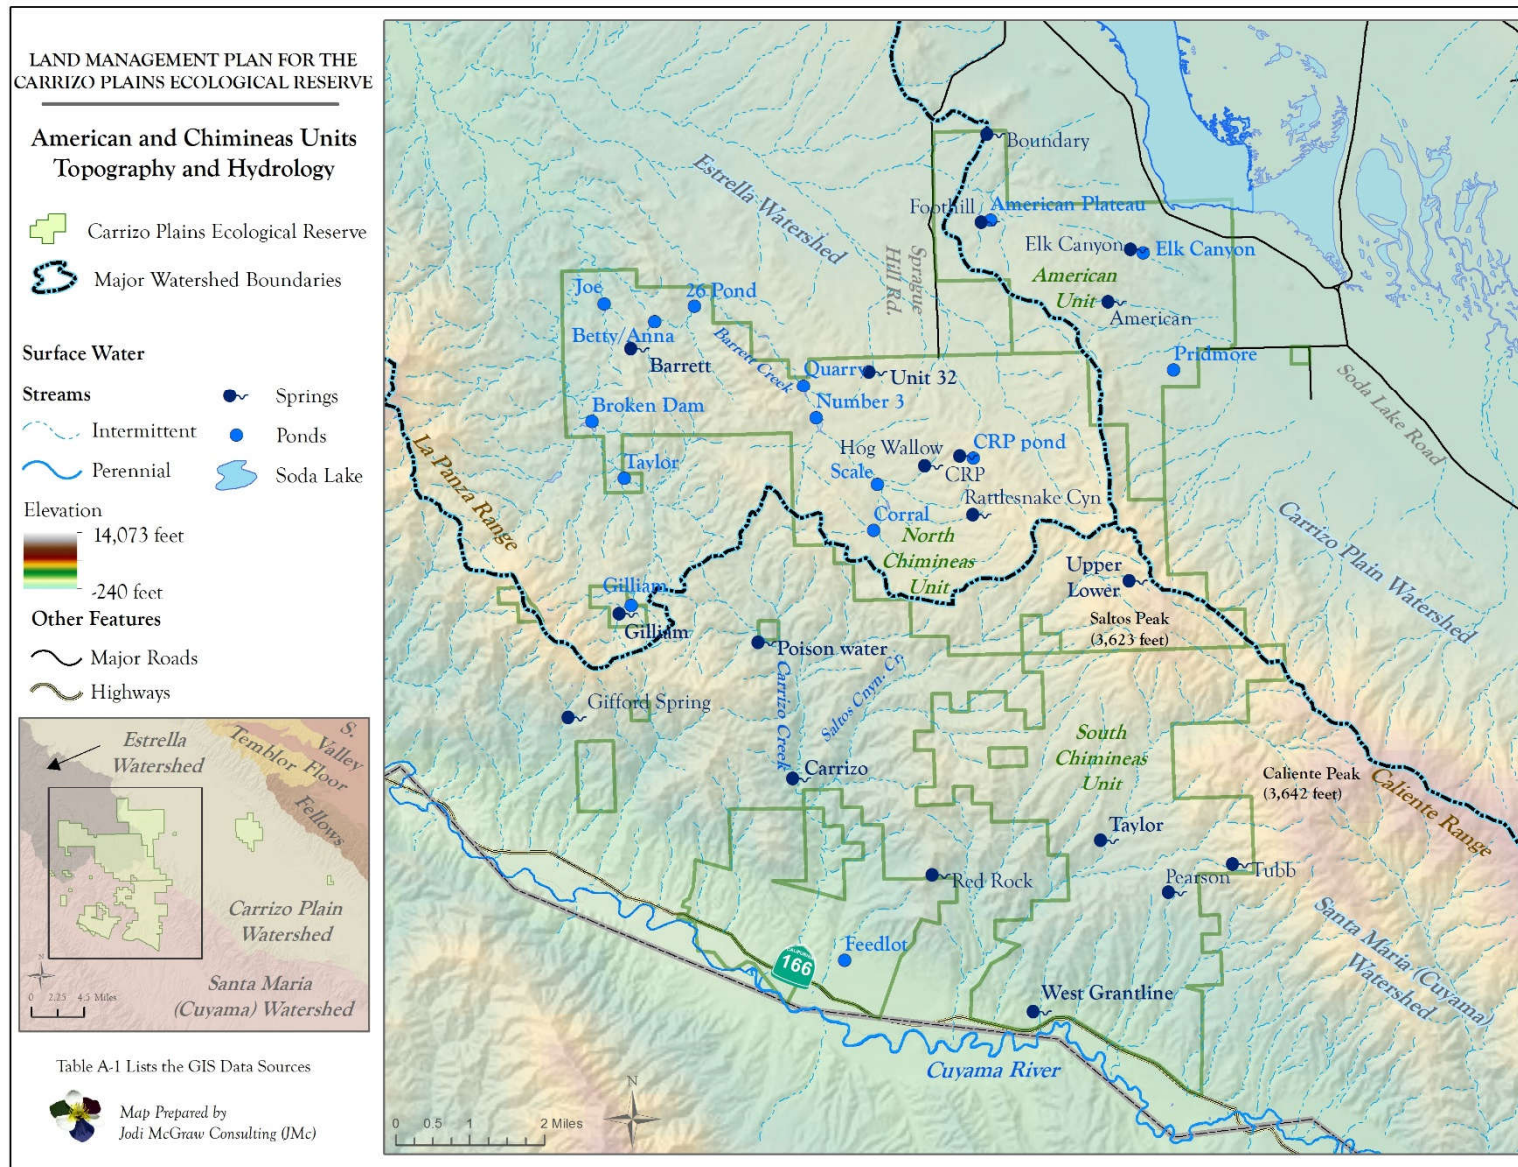 LAND MANAGEMENT PLAN FOR THE
CARRIZO PLAINS ECOLOGICAL RESERVE
American and Chimineas Units
Topography and Hydrology
Carrizo Plains Ecological Reserve
Major Watershed Boundaries
Surface Water
Streams
Springs
Intermittent
Ponds
Perennial
Soda Lake
Elevation
14,073 feet
-240 feet
Other Features
Major Roads
Highways
Estrella
Watershed
S.
Valley
Floor
Temblor
Fellows
Carrizo Plain
Watershed
Santa Maria
(Cuyama) Watershed
N
0 2.25 4.5 Miles
Table A-1 Lists the GIS Data Sources
Map Prepared by
Jodi McGraw Consulting (JMc)
Boundary
Estrella Watershed
Foothill
American Plateau
Elk Canyon
Elk Canyon
Sprague
Hill Rd.
American
Unit
American
Joe
26 Pond
Betty/Anna
Barrett
Barrett Creek
Quarry
Unit 32
Pridmore
Soda Lake Road
Broken Dam
Number 3
La Panza Range
Taylor
Hog Wallow
CRP pond
CRP
Scale
Rattlesnake Cyn
Corral
North
Chimineas
Unit
Carrizo Plain Watershed
Upper
Lower
Saltos Peak
(3,623 feet)
Gilliam
Gilliam
Poison water
Carrizo Creek
Saltos Cnyn. Cr.
Gifford Spring
South
Chimineas
Unit
Carrizo
Caliente Peak
(3,642 feet)
Caliente Range
Taylor
Tubb
Pearson
Red Rock
Santa Maria (Cuyama)
Watershed
Feedlot
CALIFORNIA
166
West Grantline
Cuyama River
N
0 0.5 1 2 Miles